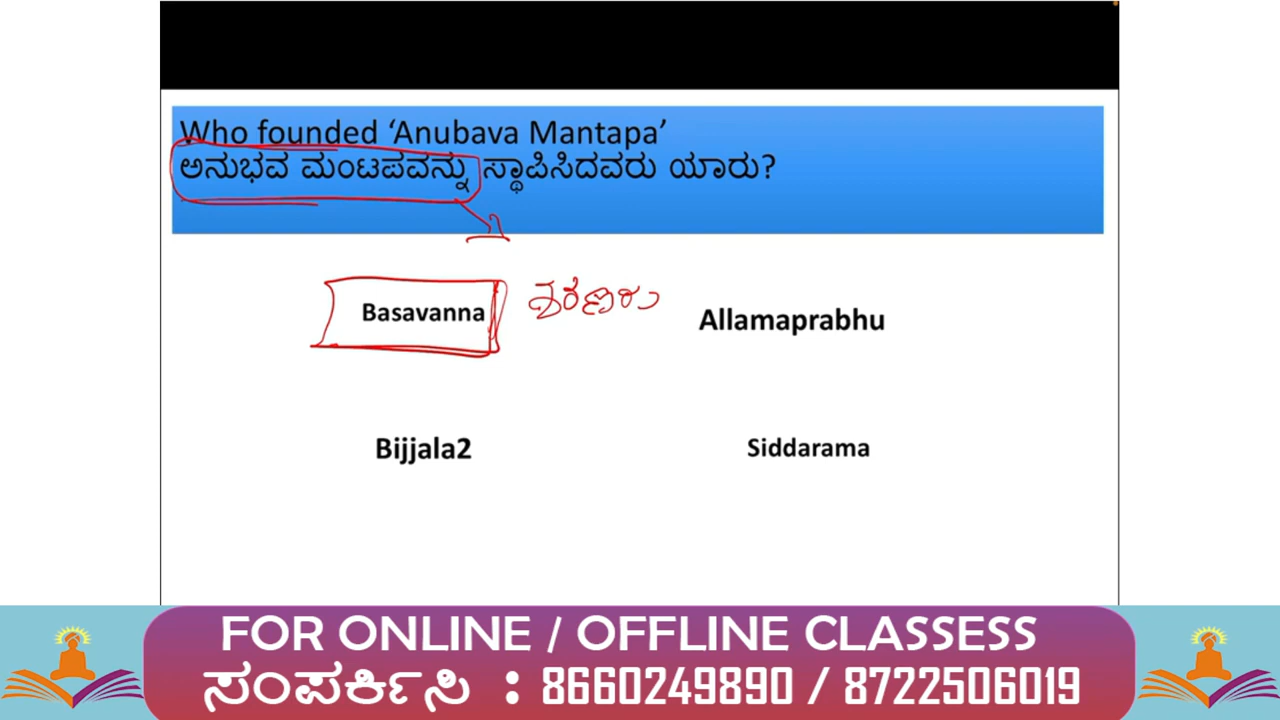 Who founded ‘Anubava Mantapa’
ಅನುಭವ ಮಂಟಪವನ್ನು ಸ್ಥಾಪಿಸಿದವರು ಯಾರು?
Basavanna
ಶರಣರು
Allamaprabhu
Bijjala2
Siddarama
FOR ONLINE / OFFLINE CLASSESS
ಸಂಪರ್ಕಿಸಿ : 8660249890 / 8722506019